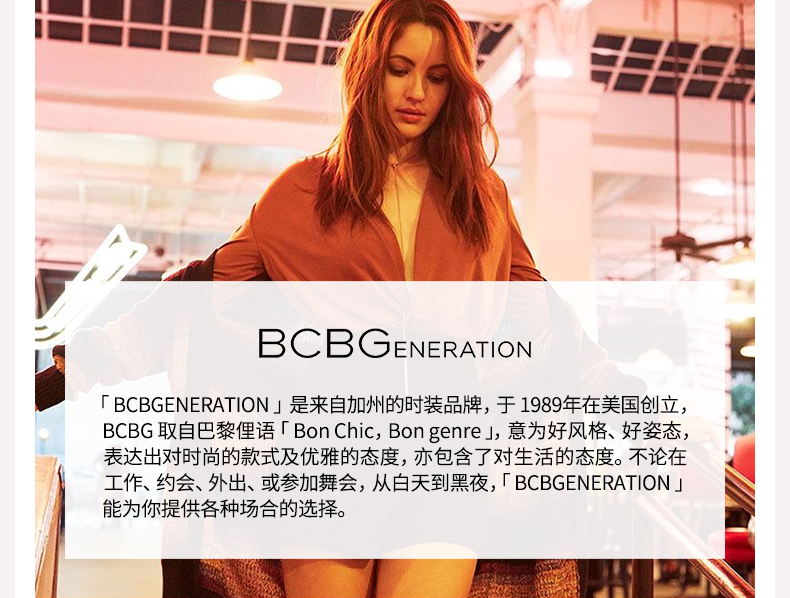 BCBGENERATION
「 BCBGENERATION 」是来自加州的时装品牌, 于 1989年在美国创立,
BCBG 取自巴黎俚语「 Bon Chic, Bon genre 」, 意为好风格、好姿态,
表达出对时尚的款式及优雅的态度, 亦包含了对生活的态度。不论在
工作、约会、外出、或参加舞会, 从白天到黑夜,「 BCBGENERATION 」
能为你提供各种场合的选择。